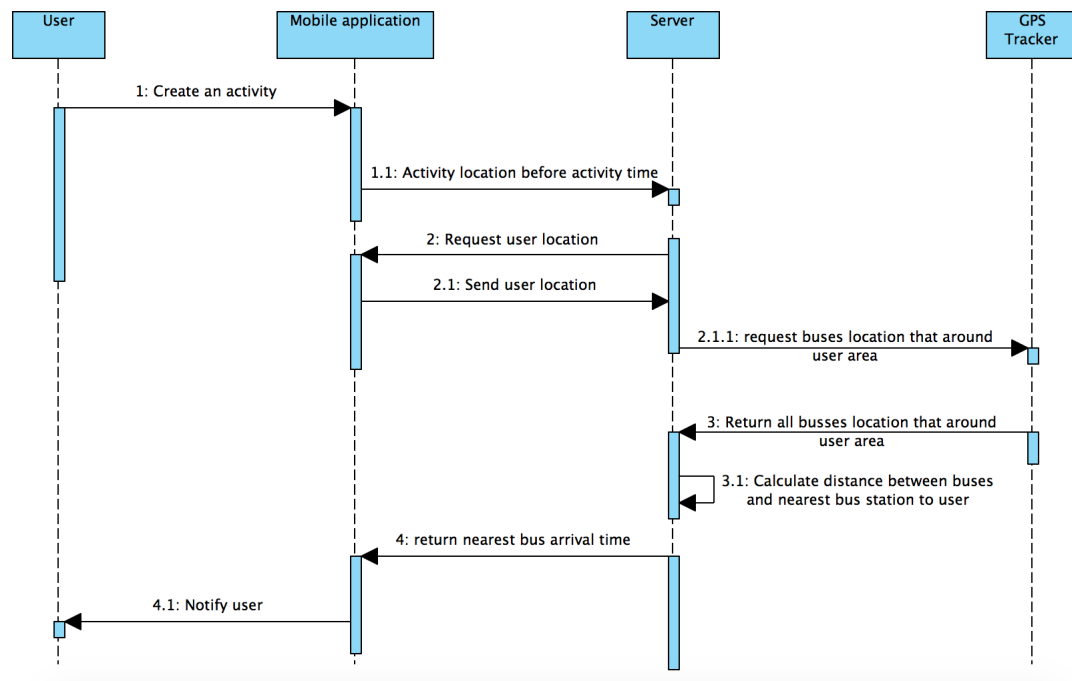 User
Mobile application
Server
GPS
Tracker
1: Create an activity
1.1: Activity location before activity time
2: Request user location
2.1: Send user location
2.1.1: request buses location that around
user area
3: Return all busses location that around
user area
3.1: Calculate distance between buses
and nearest bus station to user
4: return nearest bus arrival time
4.1: Notify user